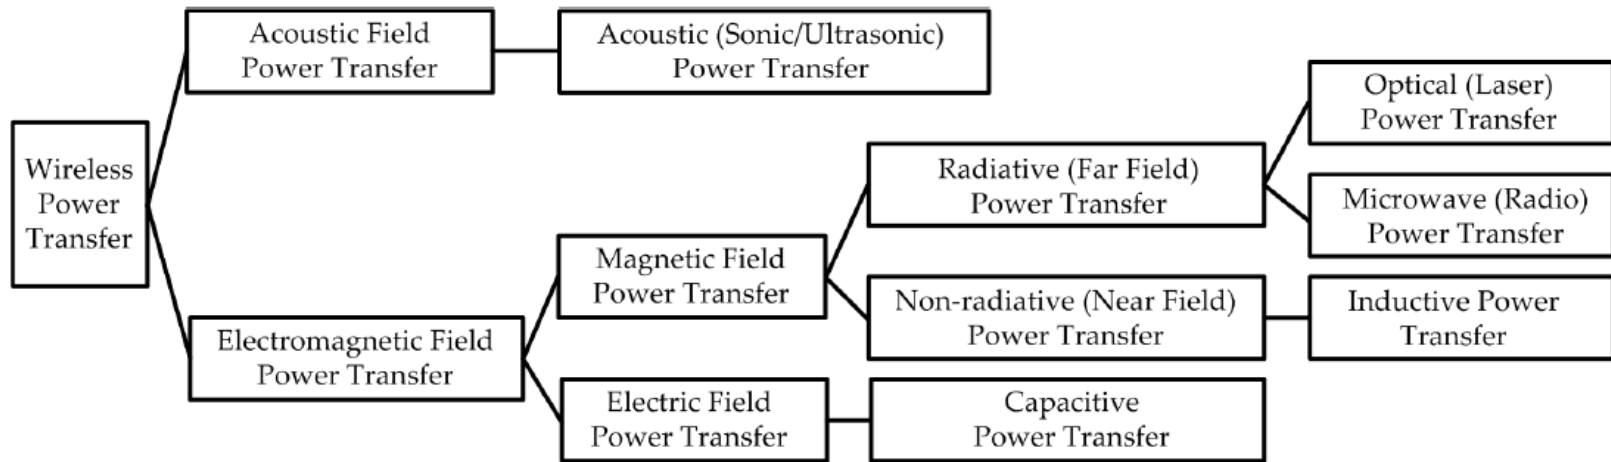 Acoustic Field
Power Transfer
Acoustic (Sonic/Ultrasonic)
Power Transfer
Optical (Laser)
Power Transfer
Wireless
Power
Transfer
Radiative (Far Field)
Power Transfer
Microwave (Radio)
Power Transfer
Magnetic Field
Power Transfer
Non-radiative (Near Field)
Power Transfer
Inductive Power
Transfer
Electromagnetic Field
Power Transfer
Electric Field
Power Transfer
Capacitive
Power Transfer